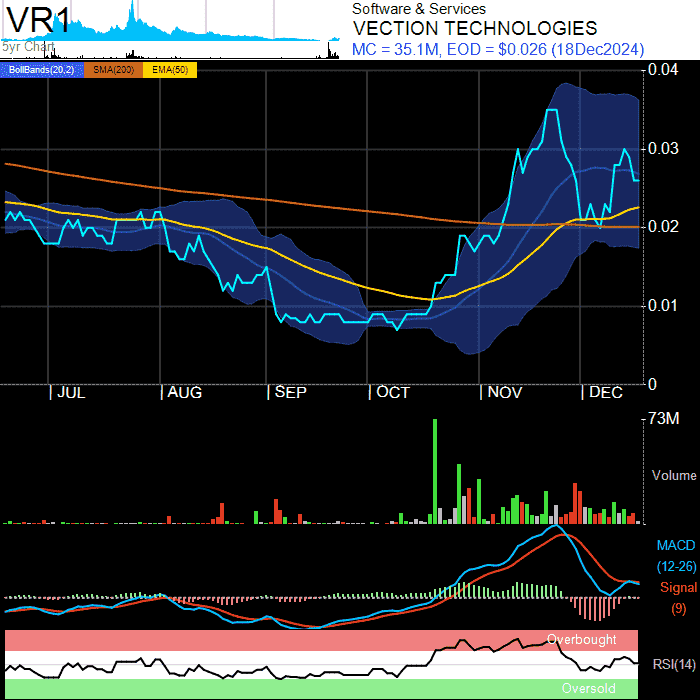 VR1
5yr Chart
Software & Services
VECTION TECHNOLOGIES
MC = 35.1M, EOD = $0.026 (18Dec2024)
BollBands(20,2) SMA(200) EMA(50)
0.04
0.03
0.02
0.01
0
JUL AUG SEP OCT NOV DEC
73M
Volume
MACD
(12-26)
Signal
(9)
Overbought
RSI(14)
Oversold